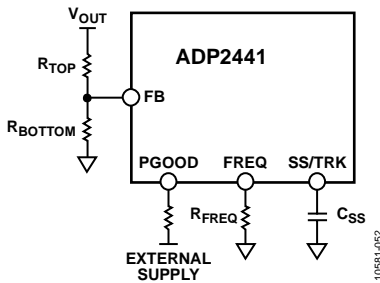 VOUT
RTOP
ADP2441
FB
RBOTTOM
PGOOD FREQ SS/TRK
RFREQ
CSS
EXTERNAL
SUPPLY
10581-052